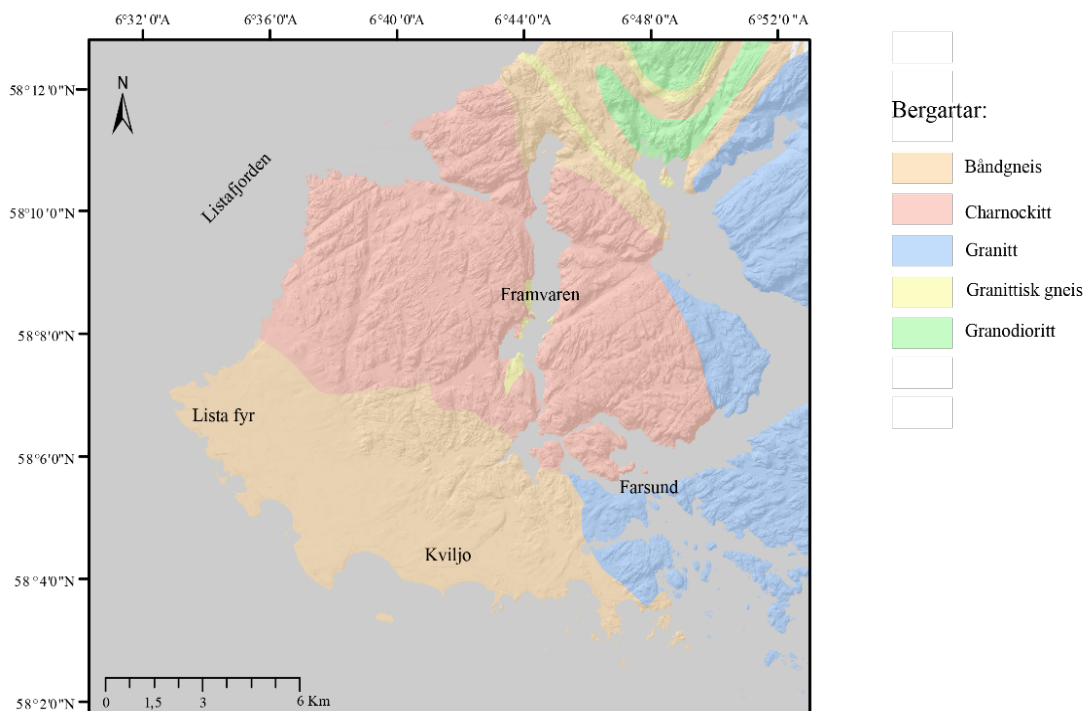 6°32'0"A 6°36'0"A 6°40'0"A 6°44'0"A 6°48'0"A 6°52'0"A
58°12'0"N
N
Bergartar:
Båndgneis
Listafjorden
58°10'0"N
Charnockitt
Granitt
Framvaren
Granittisk gneis
58°8'0"N
Granodioritt
Lista fyr
58°6'0"N
Farsund
Kviljo
58°4'0"N
58°2'0"N
0 1,5 3 6 Km